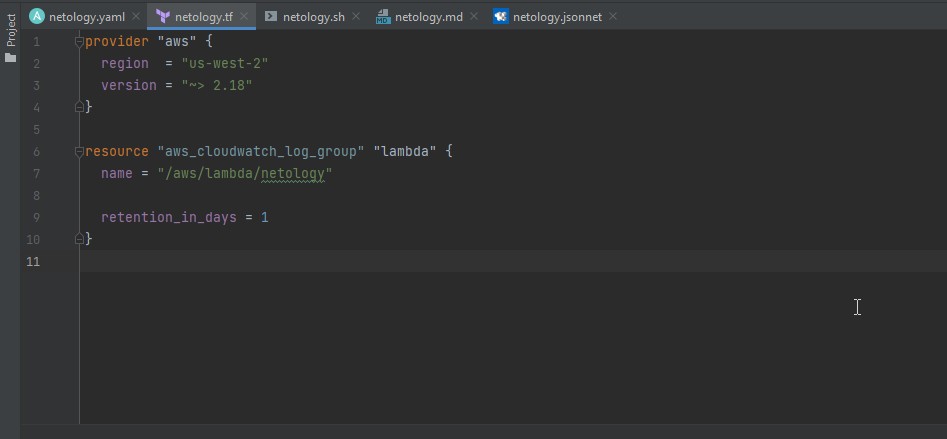 Project
netology.yaml netology.tf netology.sh netology.md netology.jsonnet
1 provider "aws" {
2   region  = "us-west-2"
3   version = "~> 2.18"
4 }
5
6 resource "aws_cloudwatch_log_group" "lambda" {
7   name = "/aws/lambda/netology"
8
9   retention_in_days = 1
10 }
11